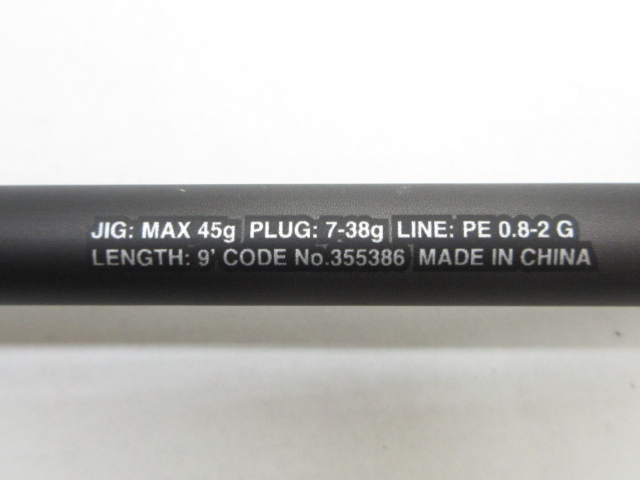 JIG: MAX 45g PLUG: 7-38g LINE: PE 0.8-2 G
LENGTH: 9' CODE No.355386 MADE IN CHINA